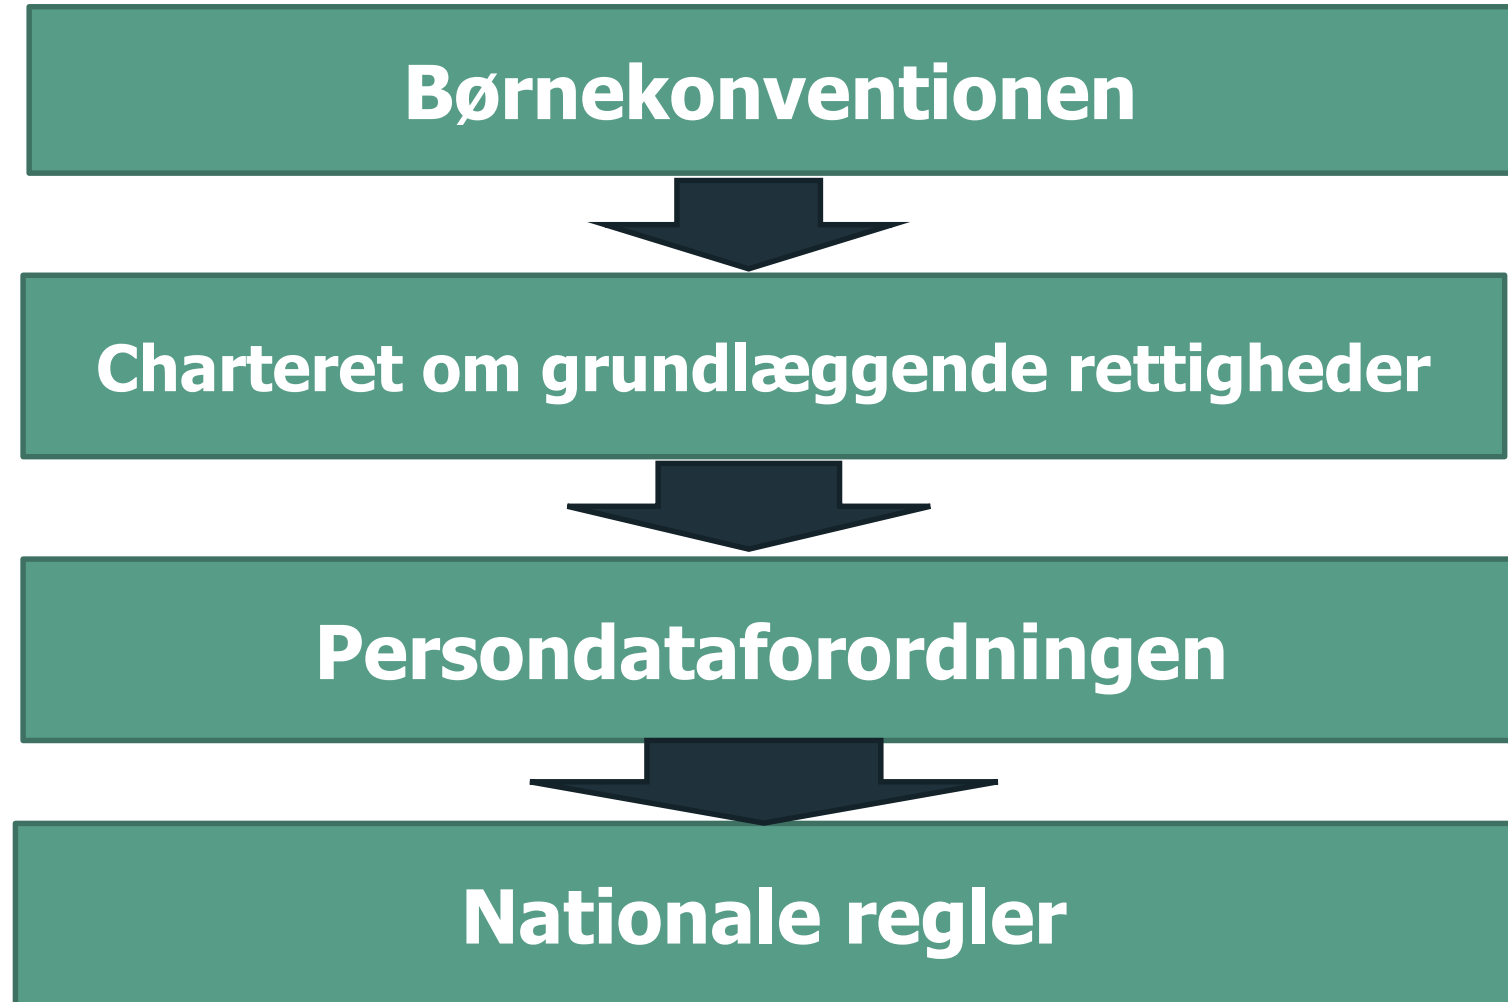 Børnekonventionen
Charteret om grundlæggende rettigheder
Persondataforordningen
Nationale regler